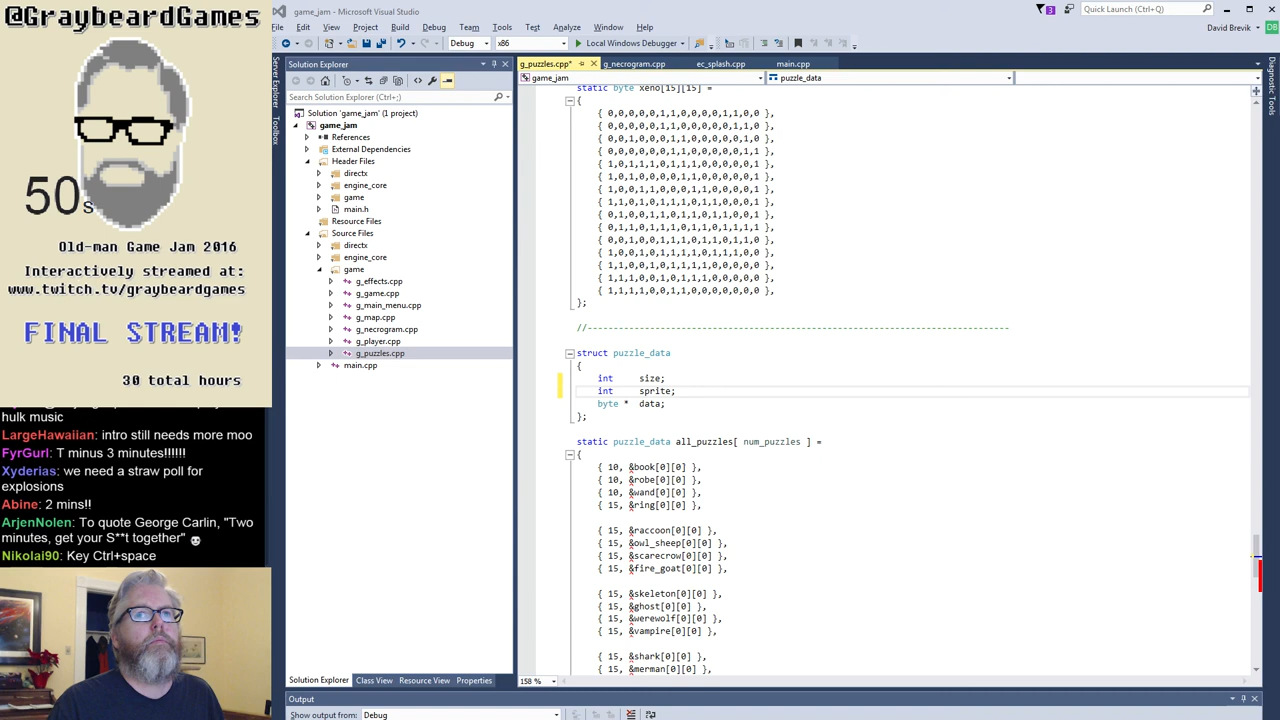 @GraybeardGames
50s
Old-man Game Jam 2016
Interactively streamed at:
www.twitch.tv/graybeardgames
FINAL STREAM!
30 total hours
hulk music
LargeHawaiian: intro still needs more moo
FyrGurl: T minus 3 minutes!!!!!!
Xyderias: we need a straw poll for
explosions
Abine: 2 mins!!
ArjenNolen: To quote George Carlin, "Two
minutes, get your S**t together"
Nikolai90: Key Ctrl+space
game_jam - Microsoft Visual Studio
3
Quick Launch (Ctrl+;)
File Edit View Project Build Debug Team Tools Test Analyze Window Help
David Brevik DB
Debug x86 Local Windows Debugger
Server Explorer
Toolbox
Solution Explorer
Search Solution Explorer (Ctrl+;)
Solution 'game_jam' (1 project)
game_jam
References
External Dependencies
Header Files
directx
engine_core
game
main.h
Resource Files
Source Files
directx
engine_core
game
g_effects.cpp
g_game.cpp
g_main_menu.cpp
g_map.cpp
g_necrogram.cpp
g_player.cpp
g_puzzles.cpp
main.cpp
Solution Explorer Class View Resource View Properties
g_puzzles.cpp* g_necrogram.cpp ec_splash.cpp main.cpp
game_jam puzzle_data
Diagnostic Tools
static byte xeno[15][15] =
{
{ 0,0,0,0,0,1,1,0,0,0,0,1,1,0,0 },
{ 0,0,0,0,0,0,1,1,0,0,0,0,1,1,0 },
{ 0,0,0,0,0,0,1,1,0,0,0,0,0,1,0 },
{ 0,0,0,0,0,0,1,1,1,0,0,0,0,1,1 },
{ 1,0,1,1,1,0,1,1,1,0,0,0,0,0,1 },
{ 1,0,1,0,1,1,0,1,1,1,0,0,0,0,1 },
{ 1,0,0,1,1,0,1,1,1,1,0,0,0,0,1 },
{ 1,1,0,1,1,1,0,1,1,1,0,0,0,0,1 },
{ 0,1,0,0,1,1,1,0,1,1,0,1,1,0,1 },
{ 0,1,1,0,1,1,1,0,1,1,0,1,1,1,1 },
{ 0,0,1,0,0,1,1,0,1,1,0,1,1,0,1 },
{ 1,0,0,1,0,1,1,1,0,1,1,1,0,0 },
{ 1,1,0,0,1,0,1,1,1,1,0,0,0,0,0 },
{ 1,1,1,0,0,1,0,1,1,1,1,0,0,0,0 },
{ 1,1,1,1,0,0,1,1,0,0,0,0,0,0,0 },
};
//----------------------------------------------------------------------------------
struct puzzle_data
{
int size;
int sprite;
byte * data;
};
static puzzle_data all_puzzles[ num_puzzles ] =
{
{ 10, &book[0][0] },
{ 10, &robe[0][0] },
{ 10, &wand[0][0] },
{ 15, &ring[0][0] },
{ 15, &raccoon[0][0] },
{ 15, &owl_sheep[0][0] },
{ 15, &scarecrow[0][0] },
{ 15, &fire_goat[0][0] },
{ 15, &skeleton[0][0] },
{ 15, &ghost[0][0] },
{ 15, &werewolf[0][0] },
{ 15, &vampire[0][0] },
{ 15, &shark[0][0] },
{ 15, &merman[0][0] },
158 %
Output
Show output from: Debug